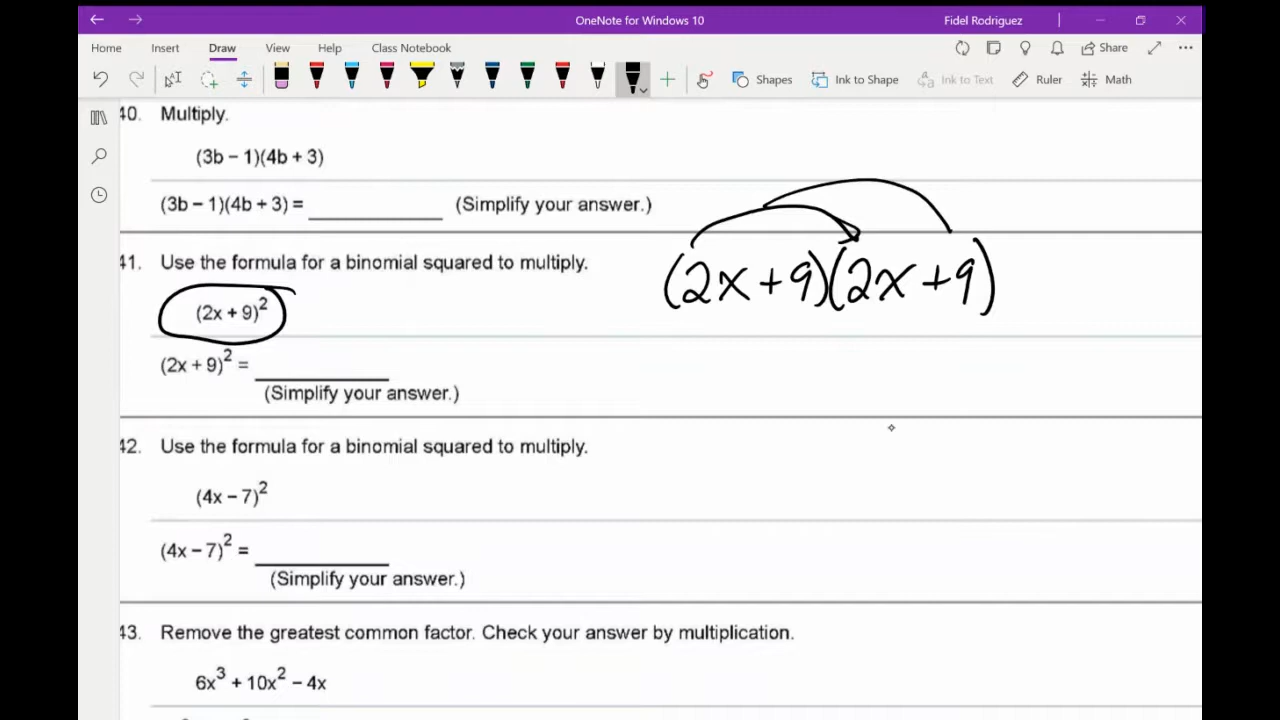 OneNote for Windows 10
Fidel Rodriguez
Home Insert Draw View Help Class Notebook
Share
Shapes Ink to Shape Ink to Text Ruler Math
40. Multiply.
(3b − 1)(4b + 3)
(3b − 1)(4b + 3) = (Simplify your answer.)
41. Use the formula for a binomial squared to multiply.
(2x + 9)²
(2x+9)(2x+9)
(2x + 9)² =
(Simplify your answer.)
42. Use the formula for a binomial squared to multiply.
(4x − 7)²
(4x − 7)² =
(Simplify your answer.)
43. Remove the greatest common factor. Check your answer by multiplication.
6x³ + 10x² − 4x